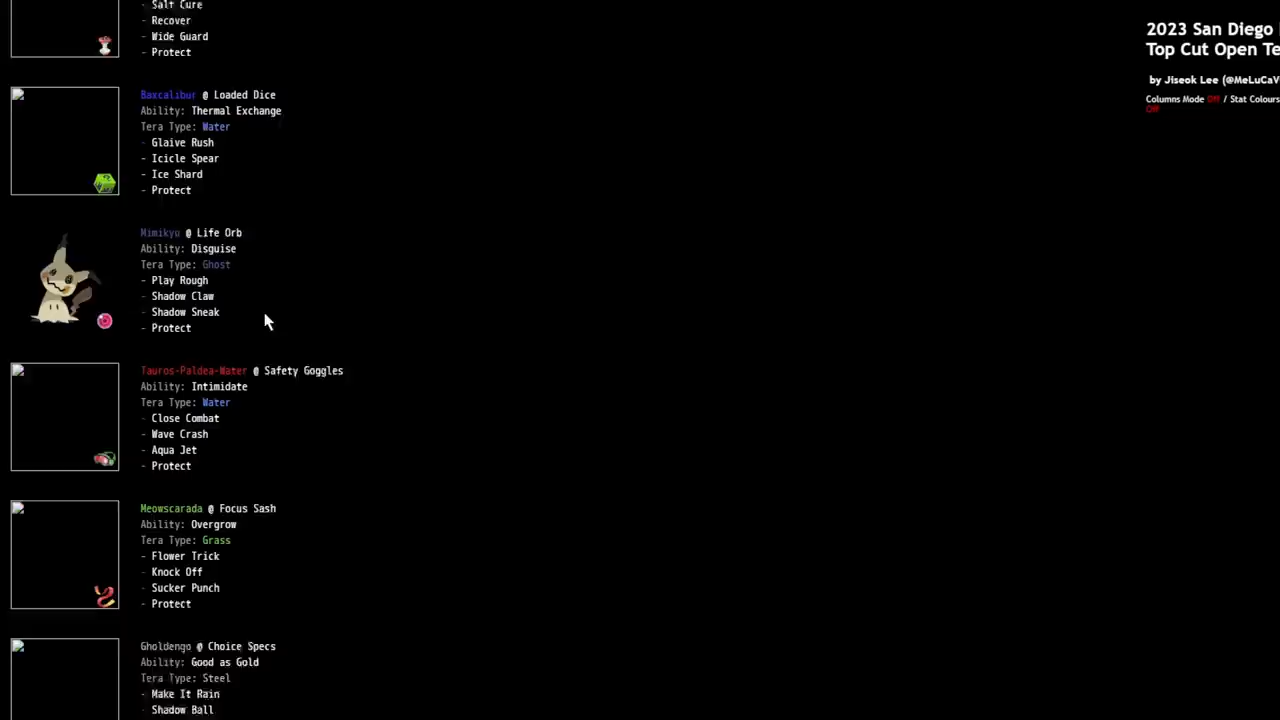 - Salt Cure
- Recover
- Wide Guard
- Protect
Baxcalibur @ Loaded Dice
Ability: Thermal Exchange
Tera Type: Water
- Glaive Rush
- Icicle Spear
- Ice Shard
- Protect
Mimikyu @ Life Orb
Ability: Disguise
Tera Type: Ghost
- Play Rough
- Shadow Claw
- Shadow Sneak
- Protect
Tauros-Paldea-Water @ Safety Goggles
Ability: Intimidate
Tera Type: Water
- Close Combat
- Wave Crash
- Aqua Jet
- Protect
Meowscarada @ Focus Sash
Ability: Overgrow
Tera Type: Grass
- Flower Trick
- Knock Off
- Sucker Punch
- Protect
Gholdengo @ Choice Specs
Ability: Good as Gold
Tera Type: Steel
- Make It Rain
- Shadow Ball
2023 San Diego
Top Cut Open Te
by Jiseok Lee (@MeLuCaV
Columns Mode Off / Stat Colours
Off